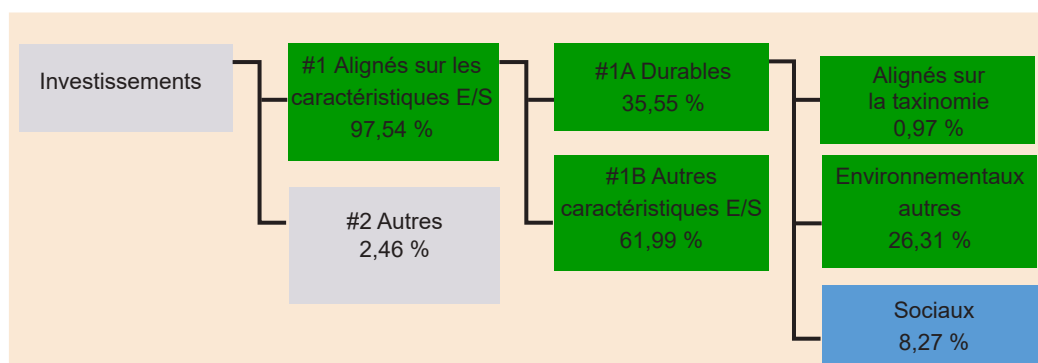 Investissements
#1 Alignés sur les
caractéristiques E/S
97,54 %
#2 Autres
2,46 %
#1A Durables
35,55 %
#1B Autres
caractéristiques E/S
61,99 %
Alignés sur
la taxinomie
0,97 %
Environnementaux
autres
26,31 %
Sociaux
8,27 %